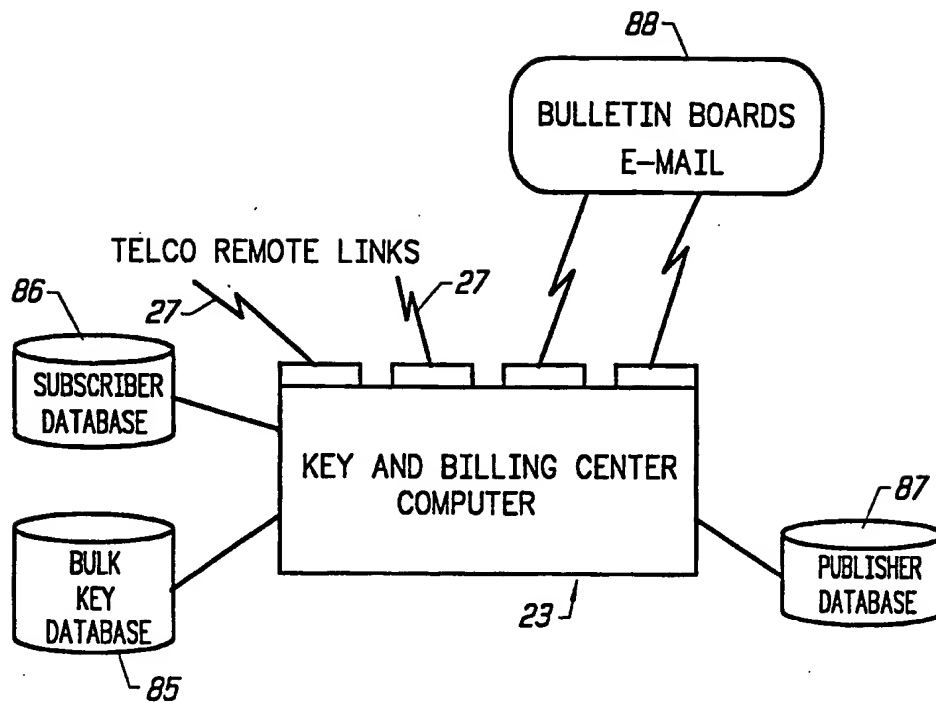 88
BULLETIN BOARDS
E-MAIL
TELCO REMOTE LINKS
86
27
27
SUBSCRIBER
DATABASE
KEY AND BILLING CENTER
COMPUTER
87
BULK
KEY
DATABASE
PUBLISHER
DATABASE
23
85